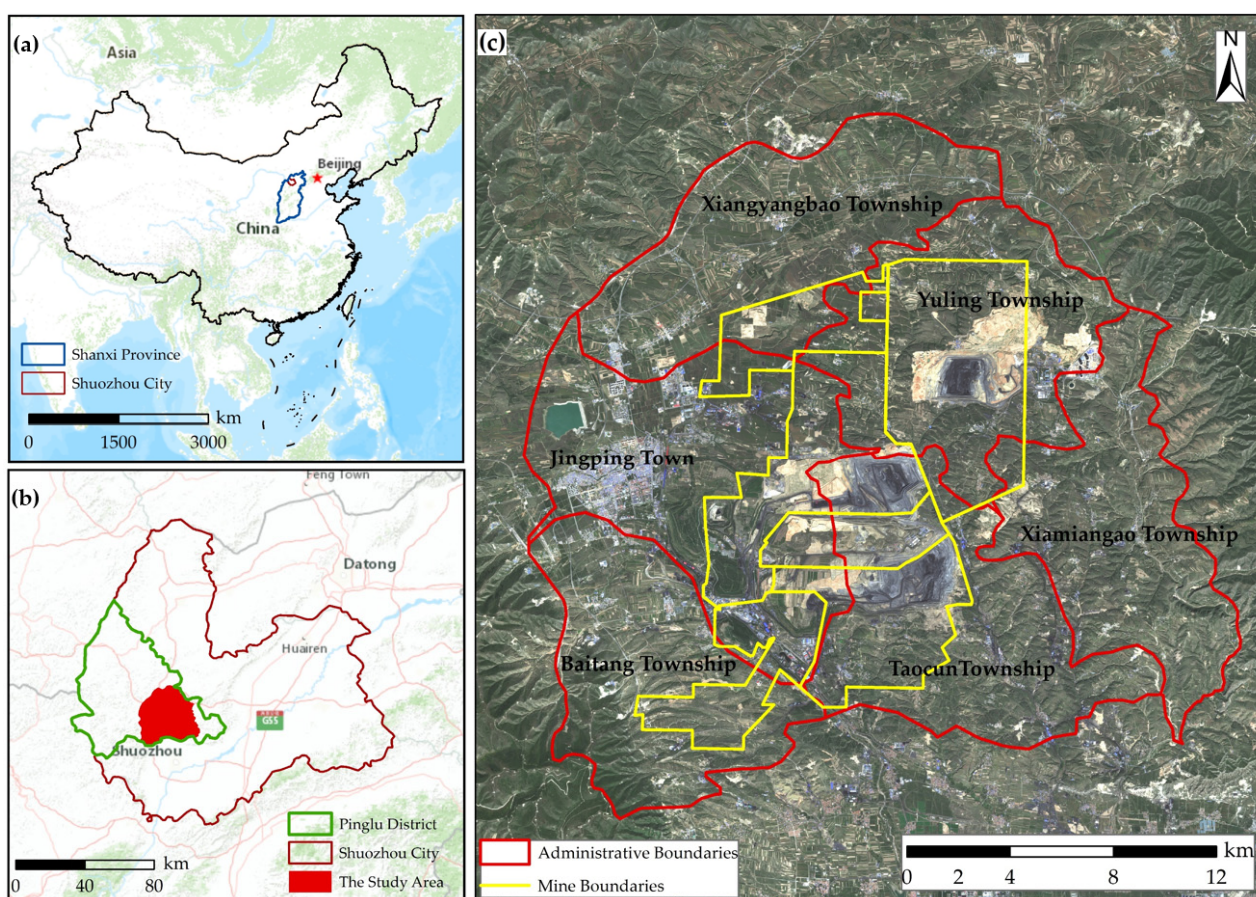 (a)
Asia
Beijing
China
Shanxi Province
Shuozhou City
km
0 1500 3000
(b)
Feng Town
Datong
Huairen
G55
Shuozhou
Pinglu District
Shuozhou City
The Study Area
km
0 40 80
(c)
N
Xiangyangbao Township
Yuling Township
Jingping Town
Xiamiangao Township
Baitang Township
TaocunTownship
Administrative Boundaries
Mine Boundaries
km
0 2 4 8 12